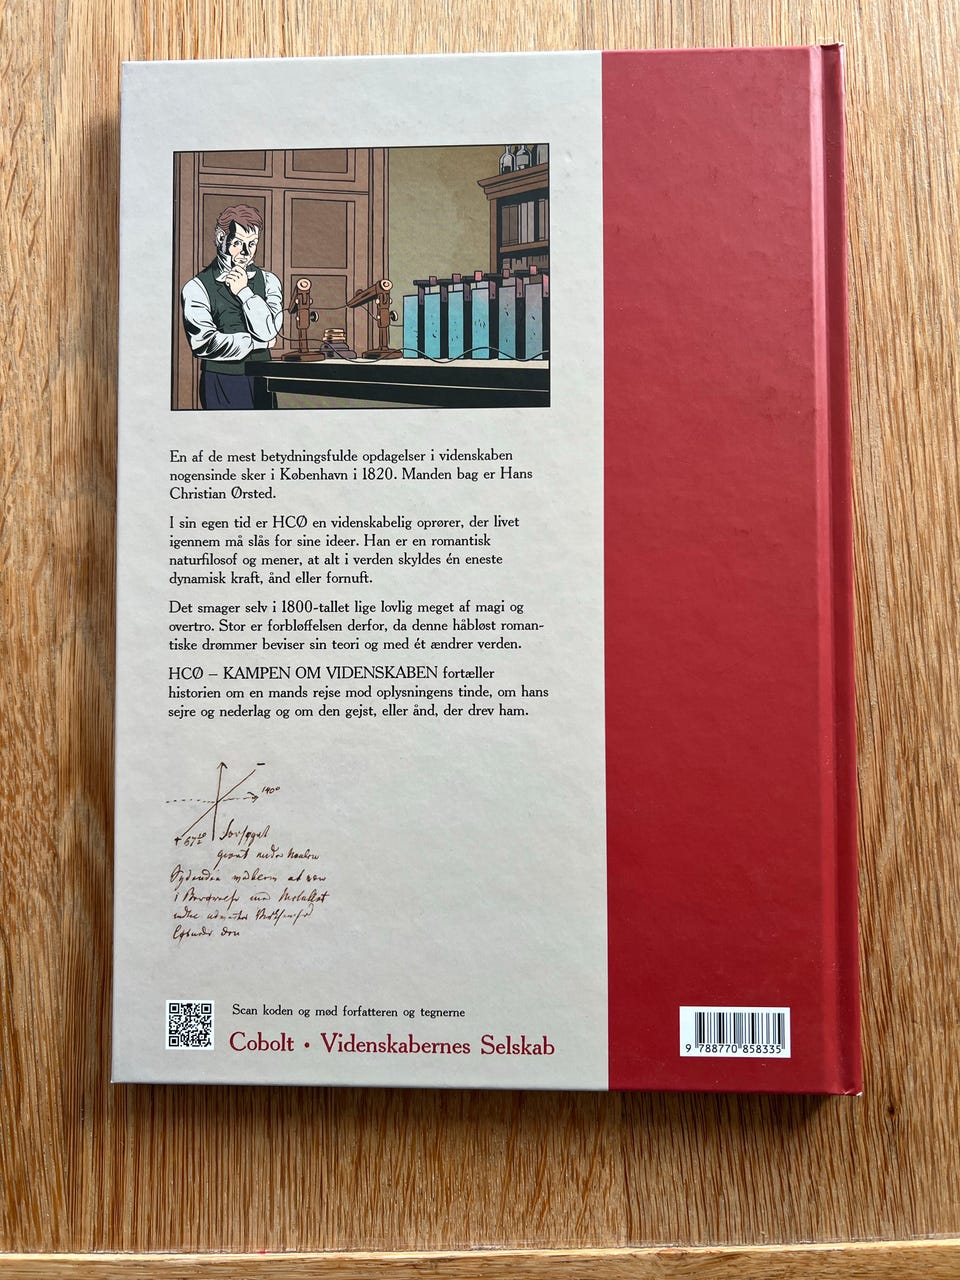 En af de mest betydningsfulde opdagelser i videnskaben
nogensinde sker i København i 1820. Manden bag er Hans
Christian Ørsted.
I sin egen tid er HCØ en videnskabelig oprører, der livet
igennem må slås for sine ideer. Han er en romantisk
naturfilosof og mener, at alt i verden skyldes én eneste
dynamisk kraft, ånd eller fornuft.
Det smager selv i 1800-tallet lige lovlig meget af magi og
overtro. Stor er forbløffelsen derfor, da denne håbløst roman-
tiske drømmer beviser sin teori og med ét ændrer verden.
HCØ – KAMPEN OM VIDENSKABEN fortæller
historien om en mands rejse mod oplysningens tinde, om hans
sejre og nederlag og om den gejst, eller ånd, der drev ham.
Scan koden og mød forfatteren og tegnerne
Cobolt • Videnskabernes Selskab
9 788770 858335